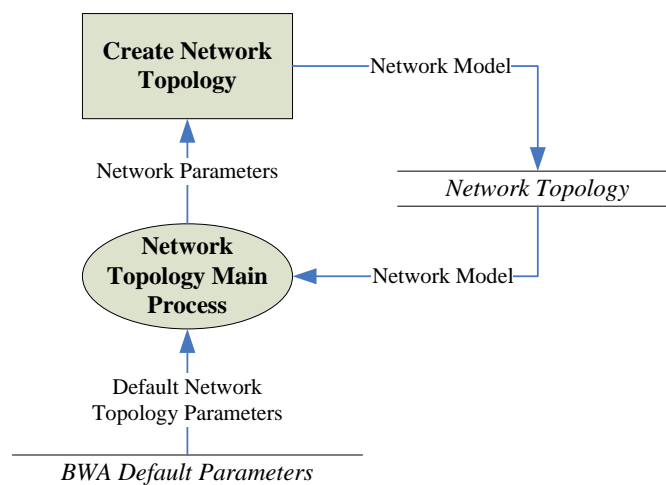 Create Network
Topology
Network Model
Network Parameters
Network Topology
Network
Topology Main
Process
Network Model
Default Network
Topology Parameters
BWA Default Parameters